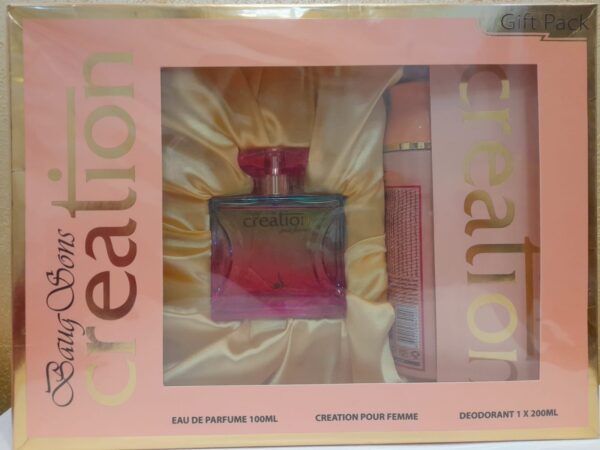 Gift Pack
Baug Sons
creation
creation
creation
EAU DE PARFUME 100ML
CREATION POUR FEMME
DEODORANT 1 X 200ML